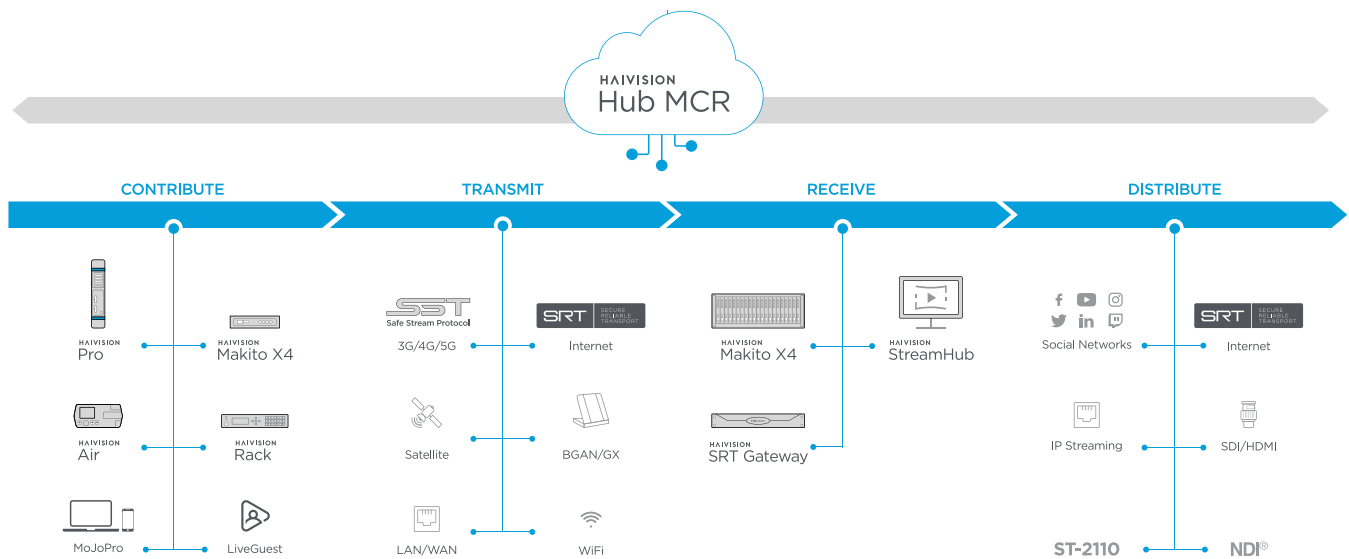 HAIVISION
Hub MCR
CONTRIBUTE
TRANSMIT
RECEIVE
DISTRIBUTE
HAIVISION
Pro
HAIVISION
Makito X4
HAIVISION
Air
HAIVISION
Rack
MoJoPro
LiveGuest
SST
Safe Stream Protocol
3G/4G/5G
SRT SECURE
RELIABLE
TRANSPORT
Internet
Satellite
BGAN/GX
LAN/WAN
WiFi
HAIVISION
Makito X4
HAIVISION
StreamHub
HAIVISION
SRT Gateway
Social Networks
SRT SECURE
RELIABLE
TRANSPORT
Internet
IP Streaming
SDI/HDMI
ST-2110
NDI®